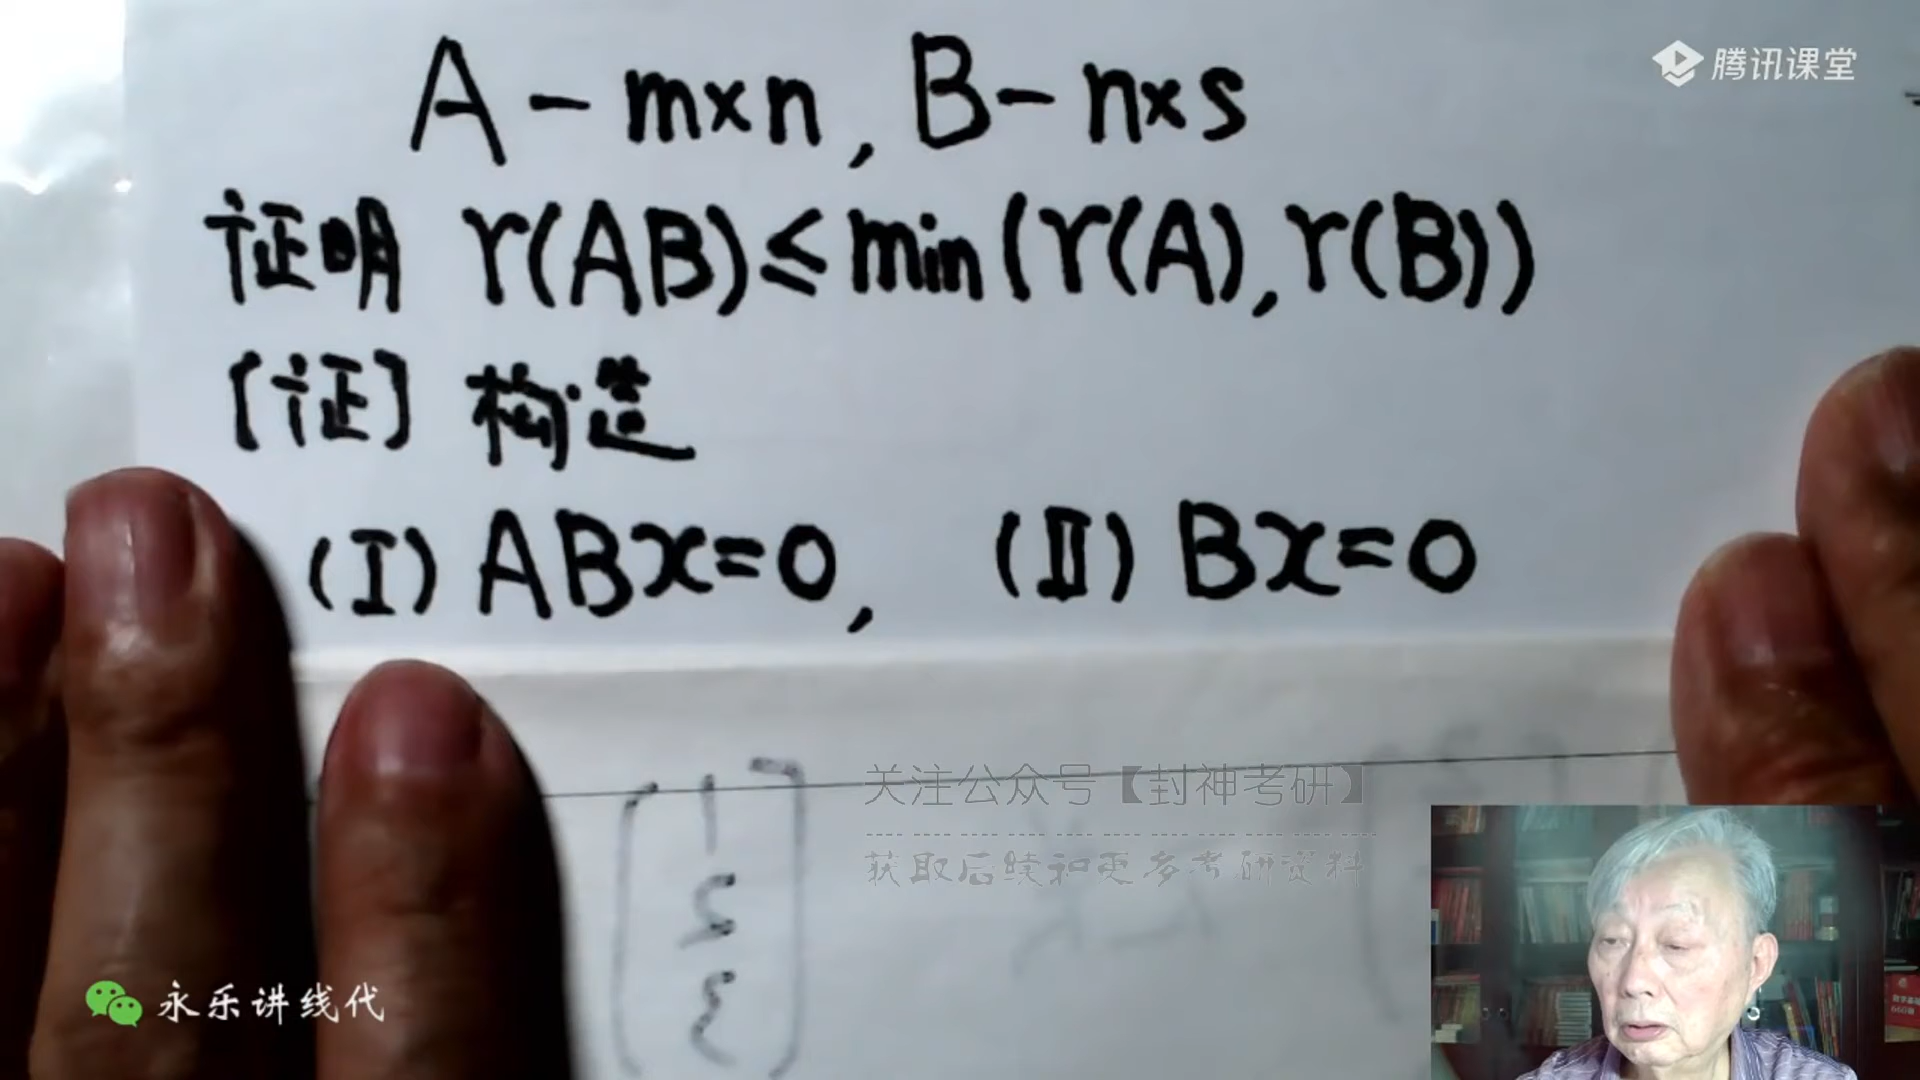 腾讯课堂
A - m×n, B - n×s
证明 r(AB)≤min(r(A),r(B))
[证] 构造
(I) ABx=0, (II) Bx=0
关注公众号【封神考研】
获取后续和更多考研资料
永乐讲线代